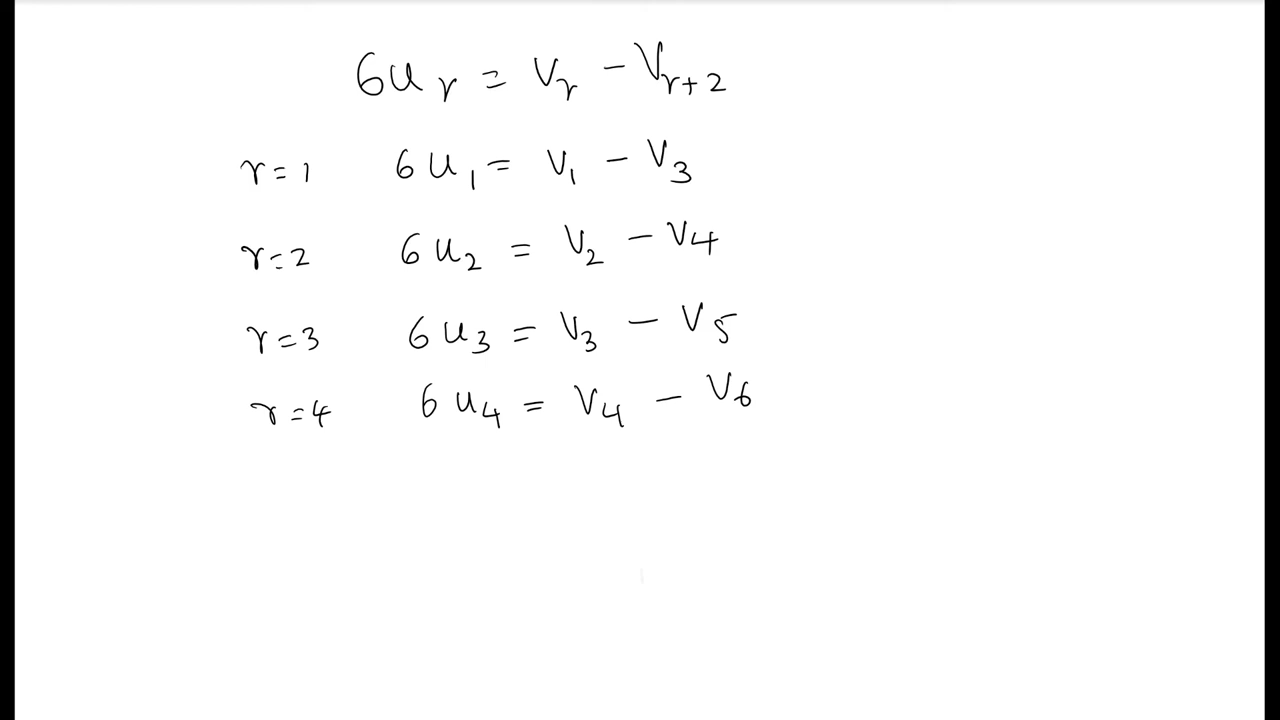 6u_r = V_r - V_{r+2}
r=1 6u_1 = V_1 - V_3
r=2 6u_2 = V_2 - V_4
r=3 6u_3 = V_3 - V_5
r=4 6u_4 = V_4 - V_6